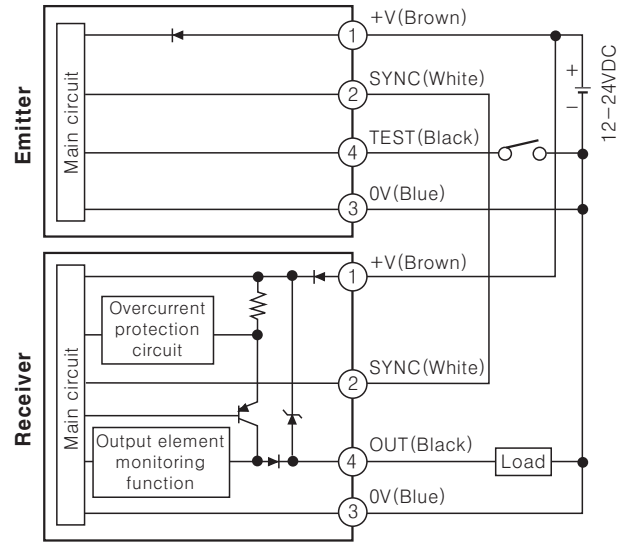 Emitter
Main circuit
1
+V(Brown)
2
SYNC(White)
4
TEST(Black)
3
0V(Blue)
+
−
12−24VDC
Receiver
Main circuit
Overcurrent
protection
circuit
Output element
monitoring
function
1
+V(Brown)
2
SYNC(White)
4
OUT(Black)
Load
3
0V(Blue)